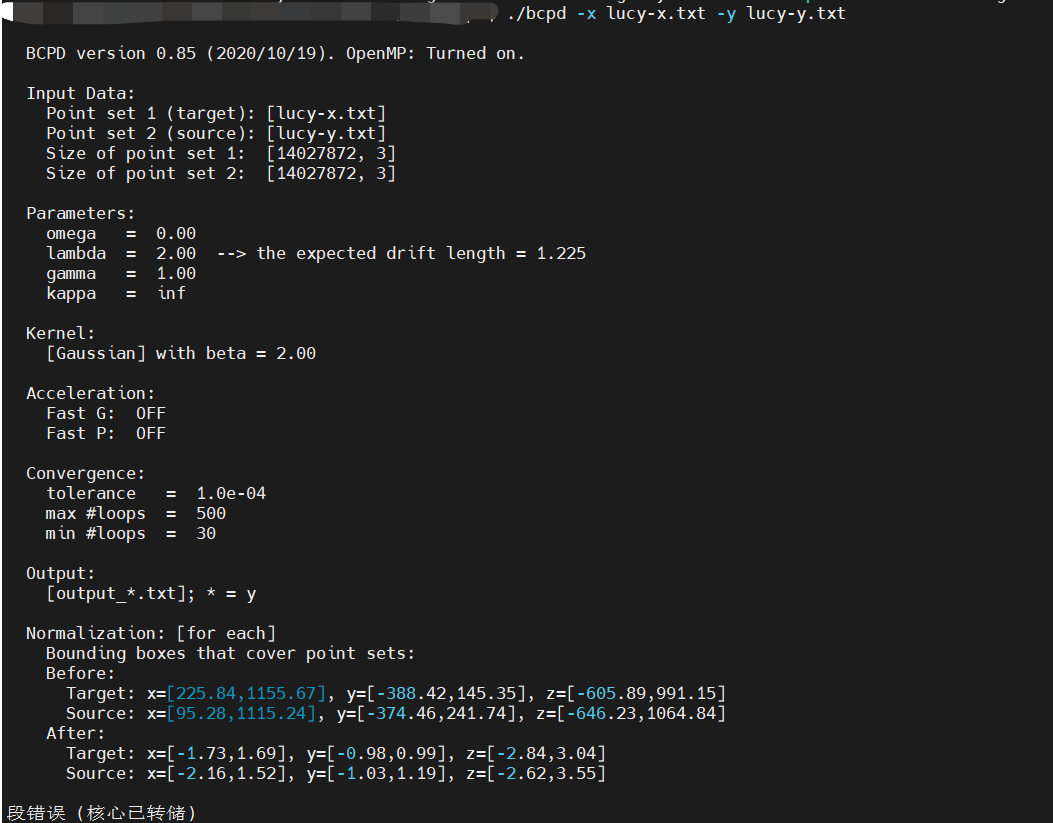 ./bcpd -x lucy-x.txt -y lucy-y.txt
BCPD version 0.85 (2020/10/19). OpenMP: Turned on.
Input Data:
Point set 1 (target): [lucy-x.txt]
Point set 2 (source): [lucy-y.txt]
Size of point set 1: [14027872, 3]
Size of point set 2: [14027872, 3]
Parameters:
omega = 0.00
lambda = 2.00 --> the expected drift length = 1.225
gamma = 1.00
kappa = inf
Kernel:
[Gaussian] with beta = 2.00
Acceleration:
Fast G: OFF
Fast P: OFF
Convergence:
tolerance = 1.0e-04
max #loops = 500
min #loops = 30
Output:
[output_*.txt]; * = y
Normalization: [for each]
Bounding boxes that cover point sets:
Before:
Target: x=[225.84,1155.67], y=[-388.42,145.35], z=[-605.89,991.15]
Source: x=[95.28,1115.24], y=[-374.46,241.74], z=[-646.23,1064.84]
After:
Target: x=[-1.73,1.69], y=[-0.98,0.99], z=[-2.84,3.04]
Source: x=[-2.16,1.52], y=[-1.03,1.19], z=[-2.62,3.55]
段错误 (核心已转储)